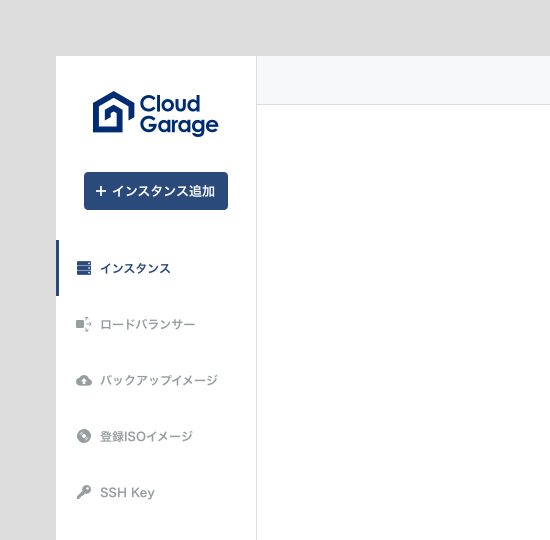 Cloud
Garage
+ インスタンス追加
インスタンス
ロードバランサー
バックアップイメージ
登録ISOイメージ
SSH Key